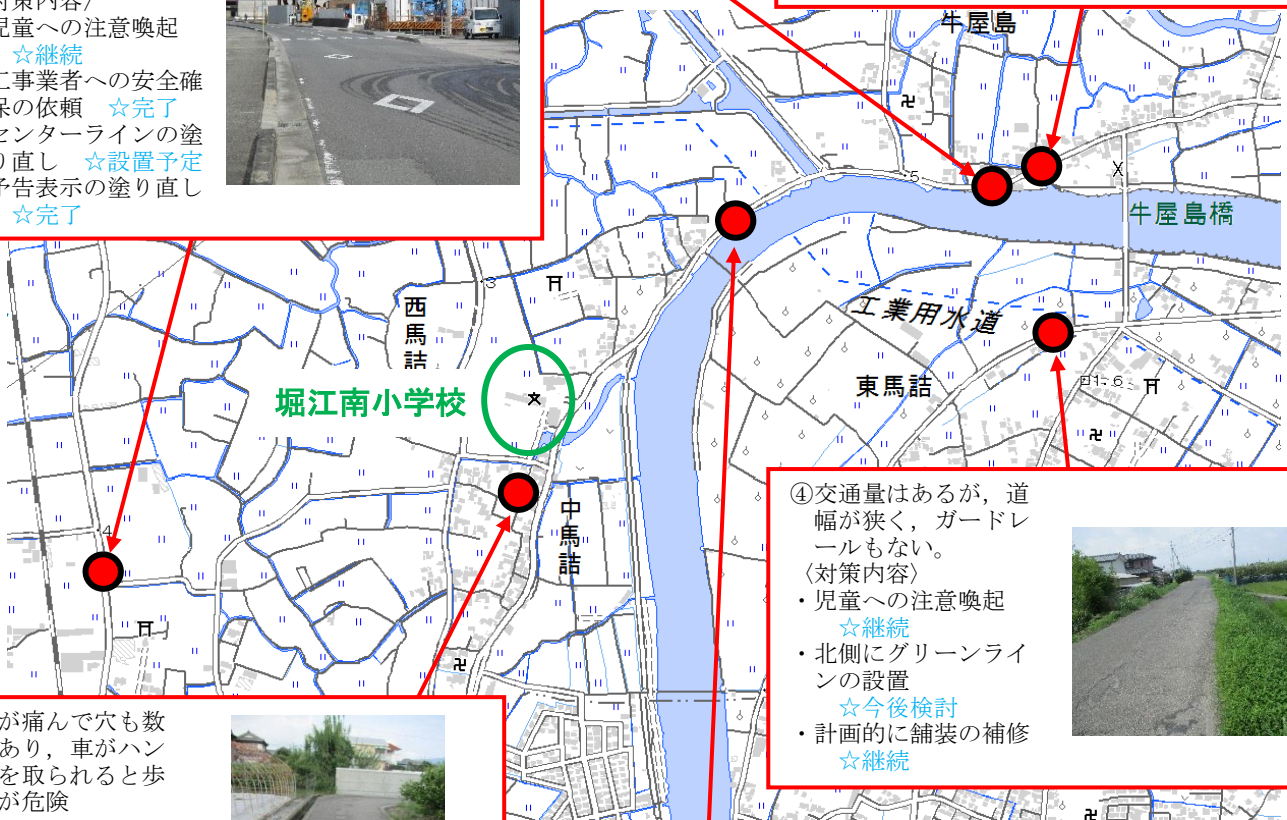 対策内容〉
児童への注意喚起
☆継続
工事業者への安全確
保の依頼 ☆完了
センターラインの塗
り直し ☆設置予定
予告表示の塗り直し
☆完了
牛屋島
牛屋島橋
5
3
西馬詰
工業用水道
東馬詰
1.6
堀江南小学校
文
中馬詰
4
④交通量はあるが，道
幅が狭く，ガードレ
ールもない。
〈対策内容〉
・児童への注意喚起
☆継続
・北側にグリーンライ
ンの設置
☆今後検討
・計画的に舗装の補修
☆継続
が痛んで穴も数
あり，車がハン
を取られると歩
が危険